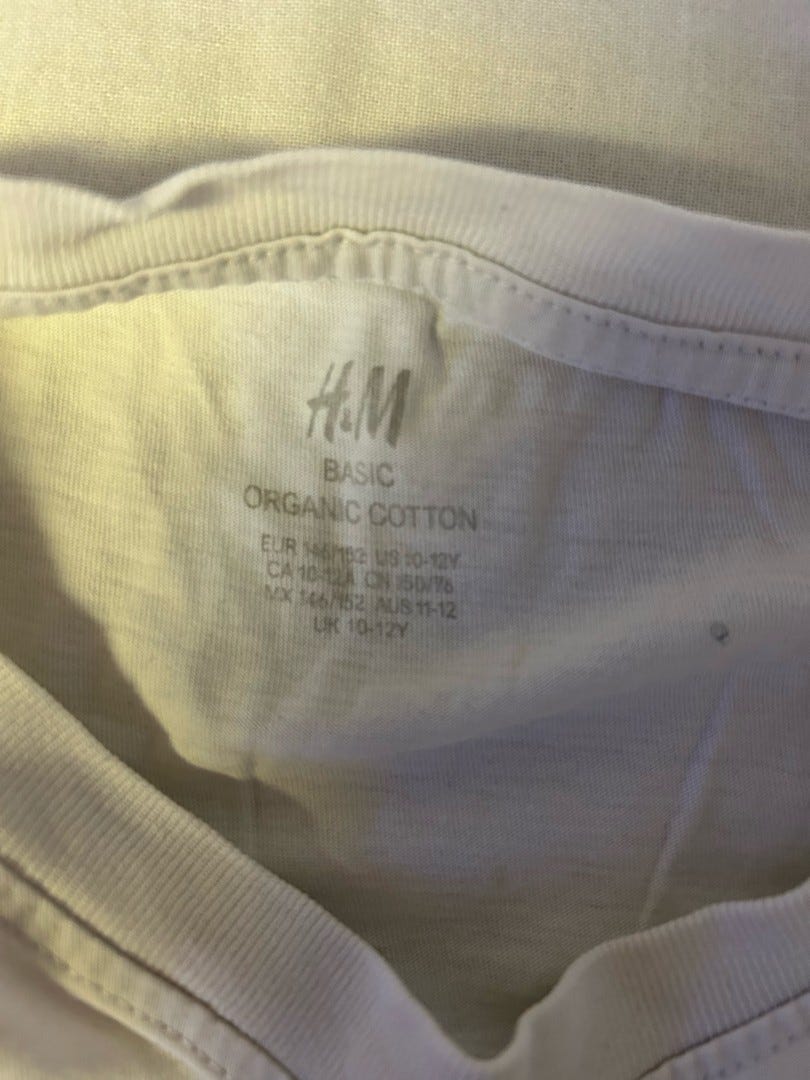 H&M
BASIC
ORGANIC COTTON
EUR 146/152 US 10-12Y
CA 10-12A CN 150/76
MX 146/152 AUS 11-12
UK 10-12Y